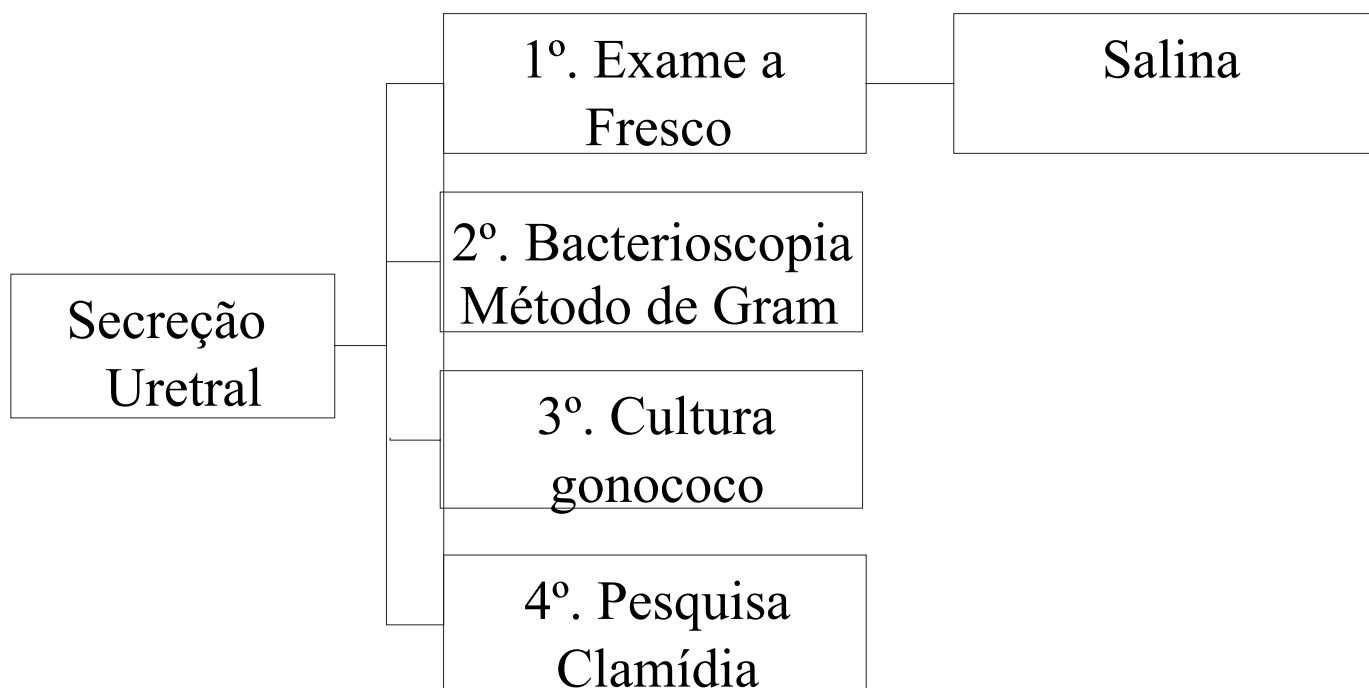 1º. Exame a
Fresco
Salina
2º. Bacterioscopia
Método de Gram
Secreção
Uretral
3º. Cultura
gonococo
4º. Pesquisa
Clamídia